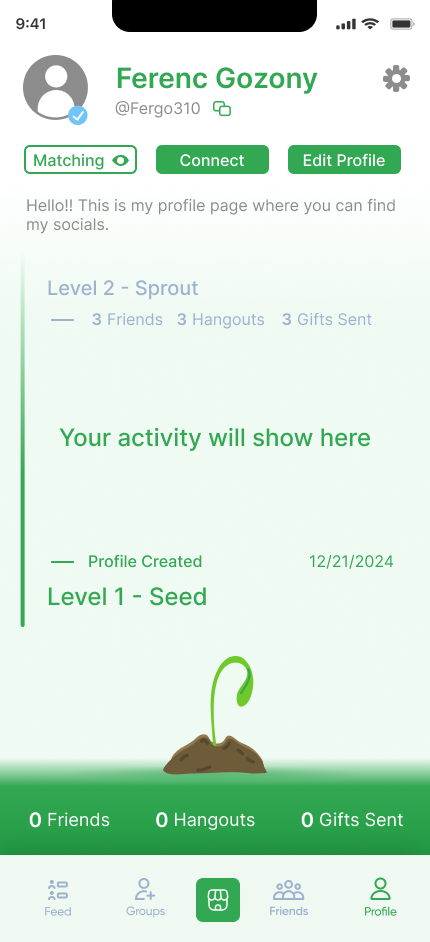 9:41
Ferenc Gozony
@Fergo310
Matching
Connect
Edit Profile
Hello!! This is my profile page where you can find
my socials.
Level 2 - Sprout
3 Friends 3 Hangouts 3 Gifts Sent
Your activity will show here
Profile Created 12/21/2024
Level 1 - Seed
0 Friends 0 Hangouts 0 Gifts Sent
Feed Groups Friends Profile